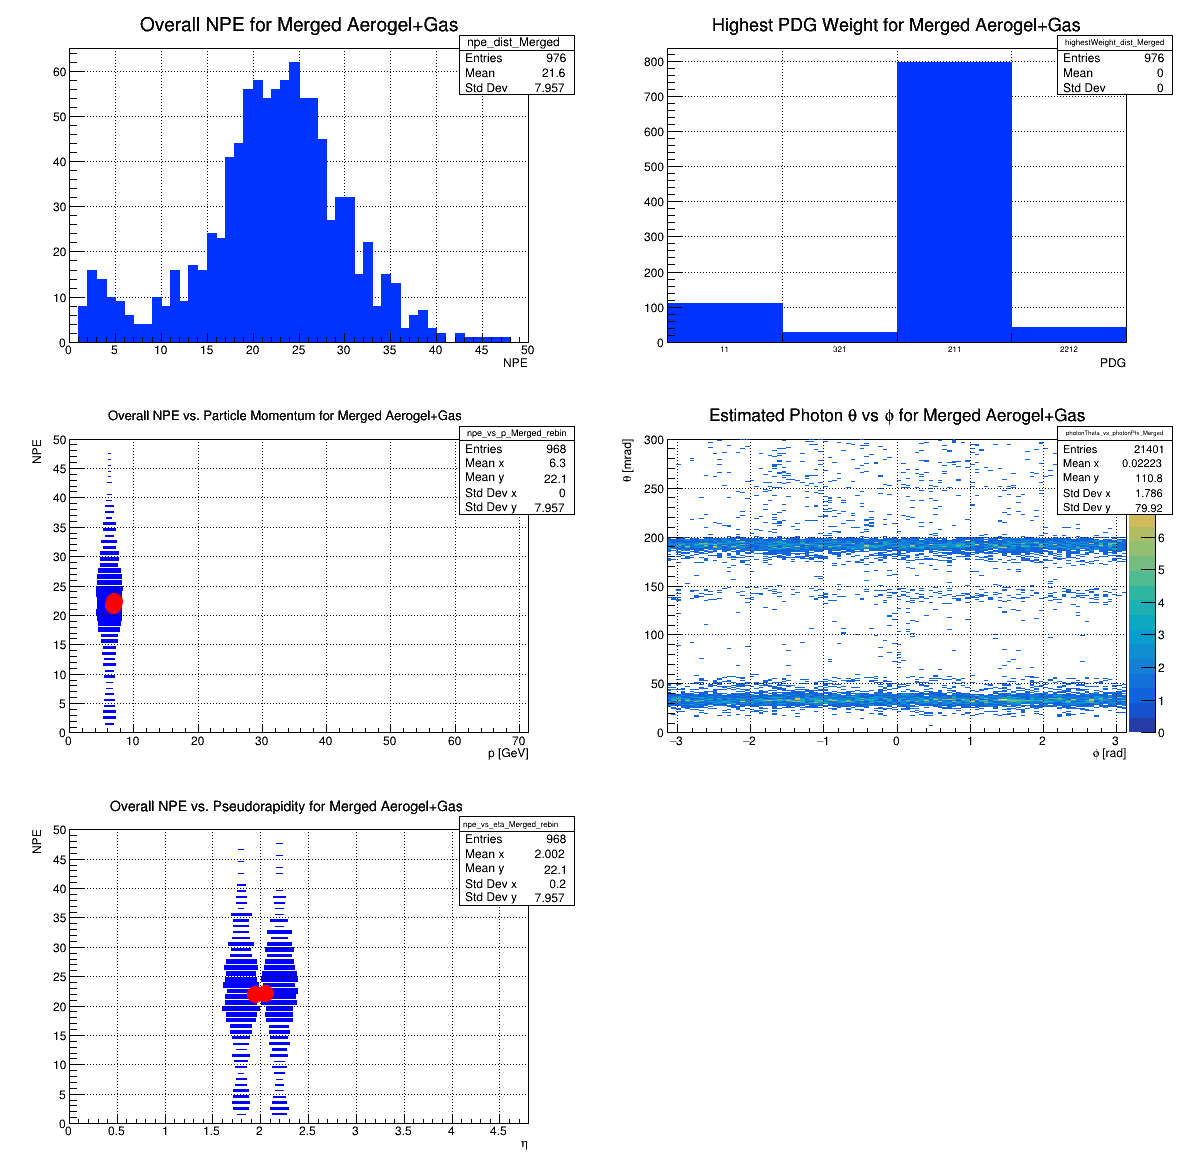 Overall NPE for Merged Aerogel+Gas
npe_dist_Merged
Entries 976
Mean 21.6
Std Dev 7.957
60
50
40
30
20
10
0
0 5 10 15 20 25 30 35 40 45 50
NPE
Highest PDG Weight for Merged Aerogel+Gas
highestWeight_dist_Merged
Entries 976
Mean 0
Std Dev 0
800
700
600
500
400
300
200
100
0
11 321 211 2212
PDG
Overall NPE vs. Particle Momentum for Merged Aerogel+Gas
npe_vs_p_Merged_rebin
Entries 968
Mean x 6.3
Mean y 22.1
Std Dev x 0
Std Dev y 7.957
NPE
50
45
40
35
30
25
20
15
10
5
0
0 10 20 30 40 50 60 70
p [GeV]
Estimated Photon θ vs ϕ for Merged Aerogel+Gas
photonTheta_vs_photonPhi_Merged
Entries 21401
Mean x 0.02223
Mean y 110.8
Std Dev x 1.786
Std Dev y 79.92
θ [mrad]
300
250
200
150
100
50
0
−3 −2 −1 0 1 2 3
ϕ [rad]
6
5
4
3
2
1
0
Overall NPE vs. Pseudorapidity for Merged Aerogel+Gas
npe_vs_eta_Merged_rebin
Entries 968
Mean x 2.002
Mean y 22.1
Std Dev x 0.2
Std Dev y 7.957
NPE
50
45
40
35
30
25
20
15
10
5
0
0 0.5 1 1.5 2 2.5 3 3.5 4 4.5
η